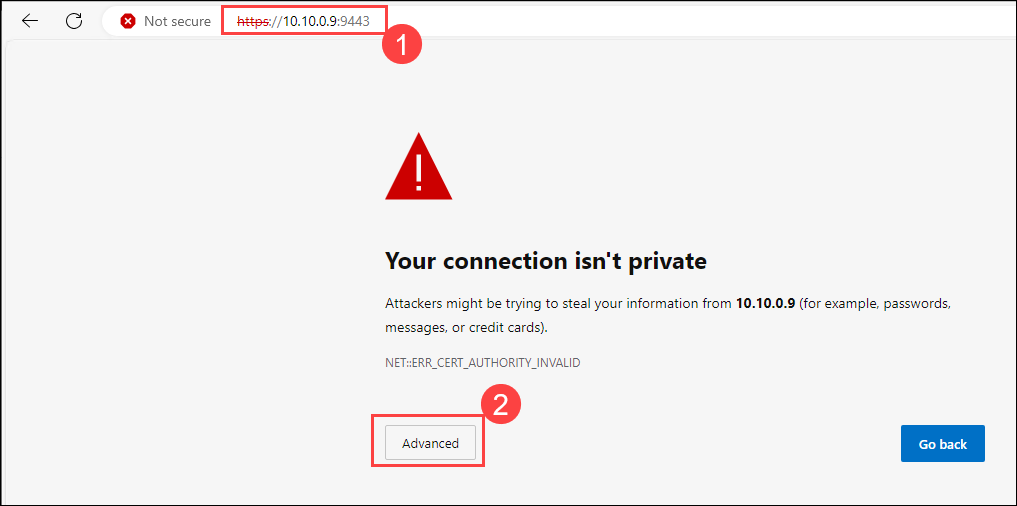 Not secure https://10.10.0.9:9443
1
!
Your connection isn't private
Attackers might be trying to steal your information from 10.10.0.9 (for example, passwords,
messages, or credit cards).
NET::ERR_CERT_AUTHORITY_INVALID
2
Advanced
Go back